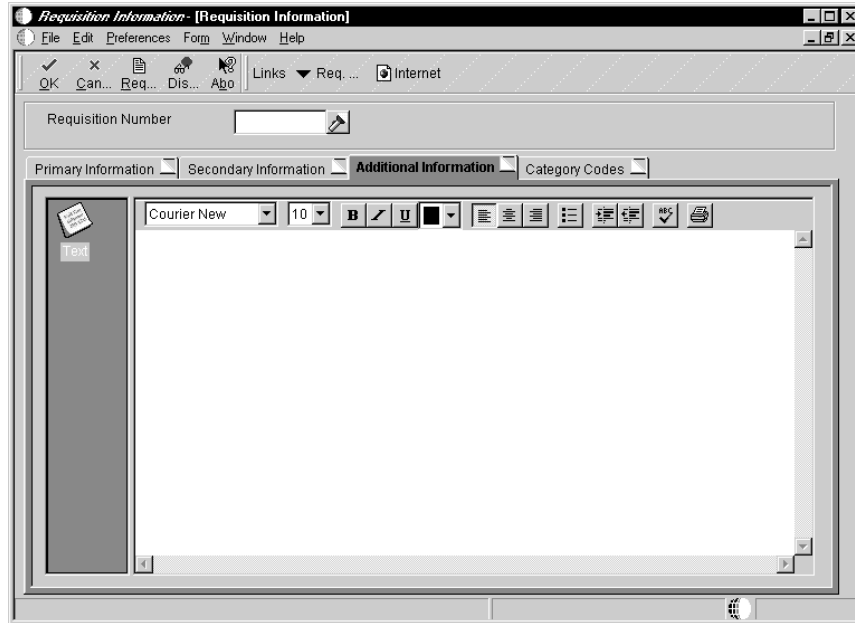 Requisition Information - [Requisition Information]
File Edit Preferences Form Window Help
OK Can... Req... Dis... Abo Links Req. ... Internet
Requisition Number
Primary Information Secondary Information Additional Information Category Codes
Courier New 10 B I U ABC
Text